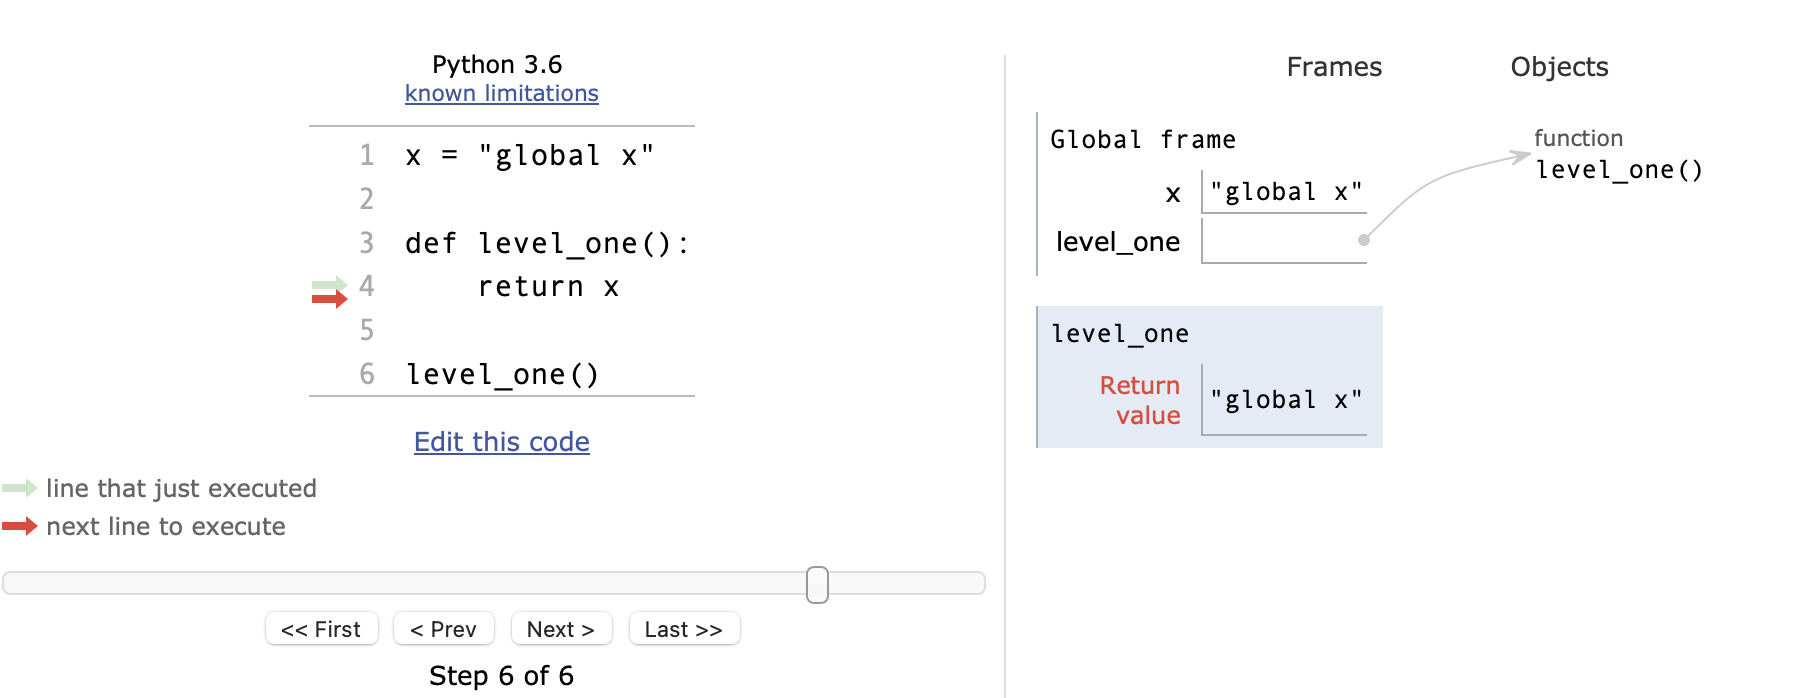 Python 3.6
known limitations
1 x = "global x"
2
3 def level_one():
4     return x
5
6 level_one()
Edit this code
line that just executed
next line to execute
<< First
< Prev
Next >
Last >>
Step 6 of 6
Frames
Objects
Global frame
x "global x"
level_one
function
level_one()
level_one
Return
value
"global x"